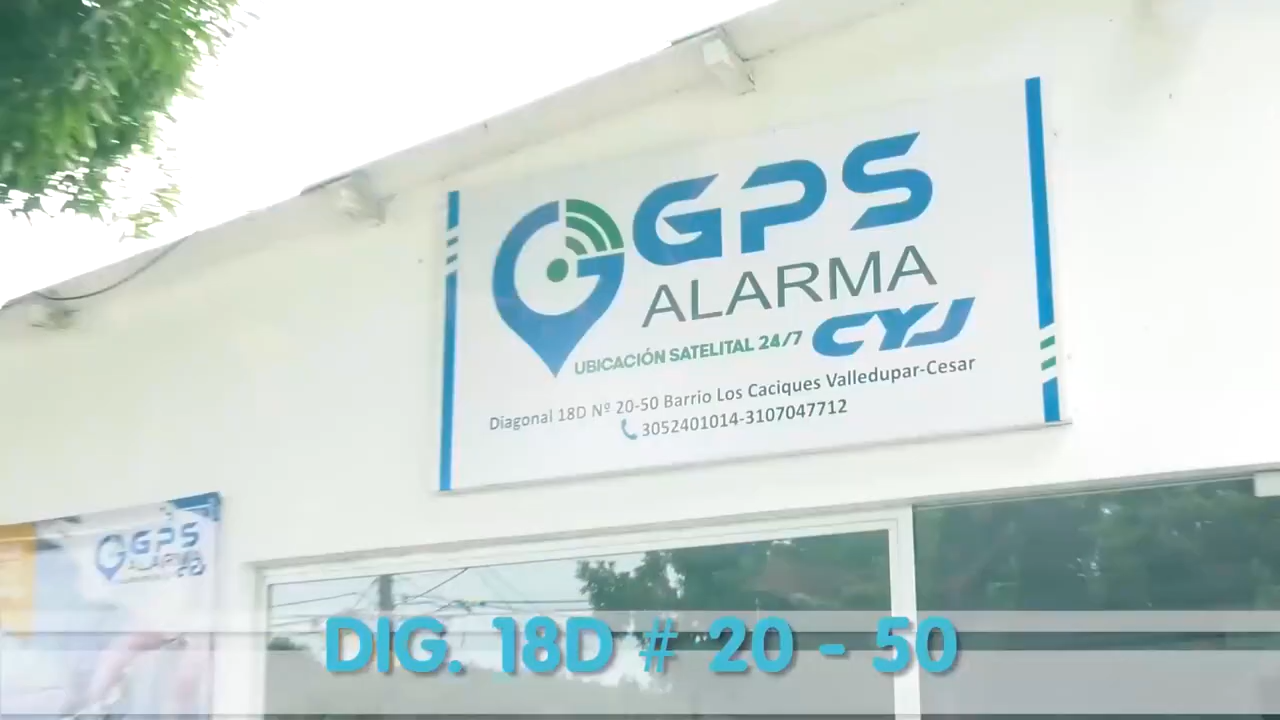 GPS
ALARMA
UBICACIÓN SATELITAL 24/7 CYJ
Diagonal 18D Nº 20-50 Barrio Los Caciques Valledupar-Cesar
3052401014-3107047712
GPS
ALARMA
DIG. 18D # 20 - 50